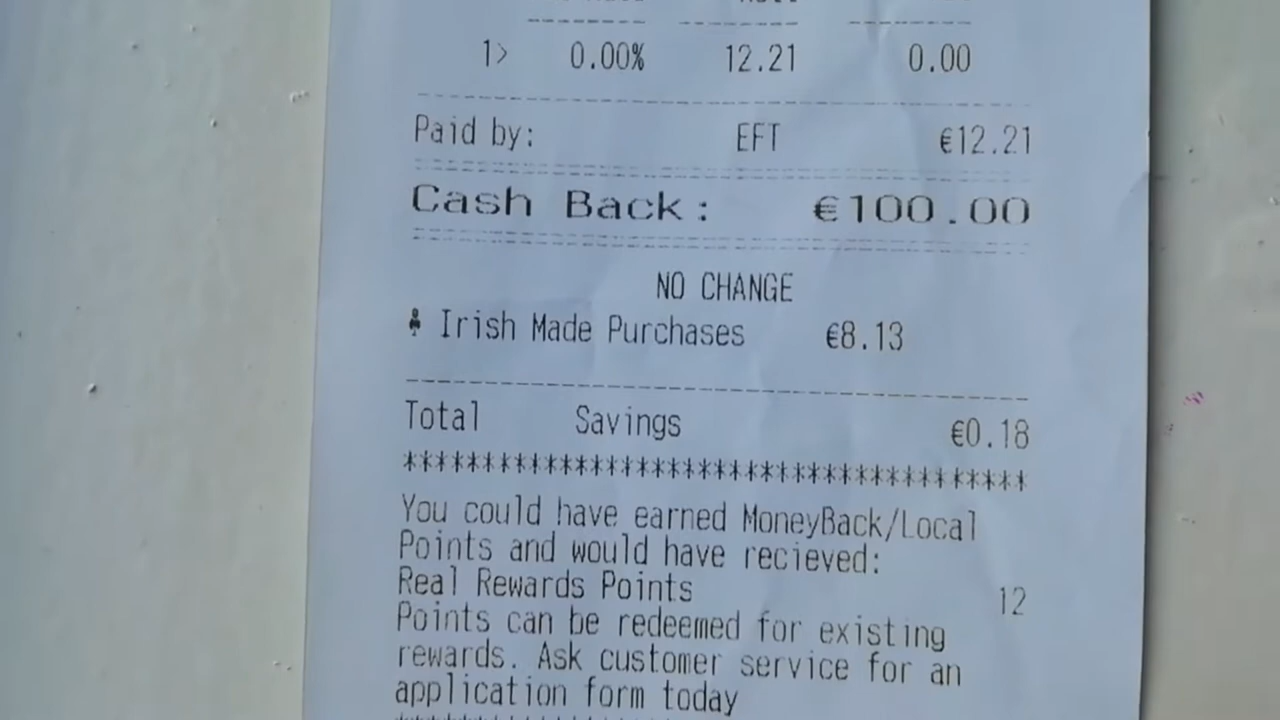 1> 0.00% 12.21 0.00
Paid by: EFT €12.21
Cash Back: €100.00
NO CHANGE
Irish Made Purchases €8.13
Total Savings €0.18
****************************************
You could have earned MoneyBack/Local
Points and would have recieved:
Real Rewards Points 12
Points can be redeemed for existing
rewards. Ask customer service for an
application form today